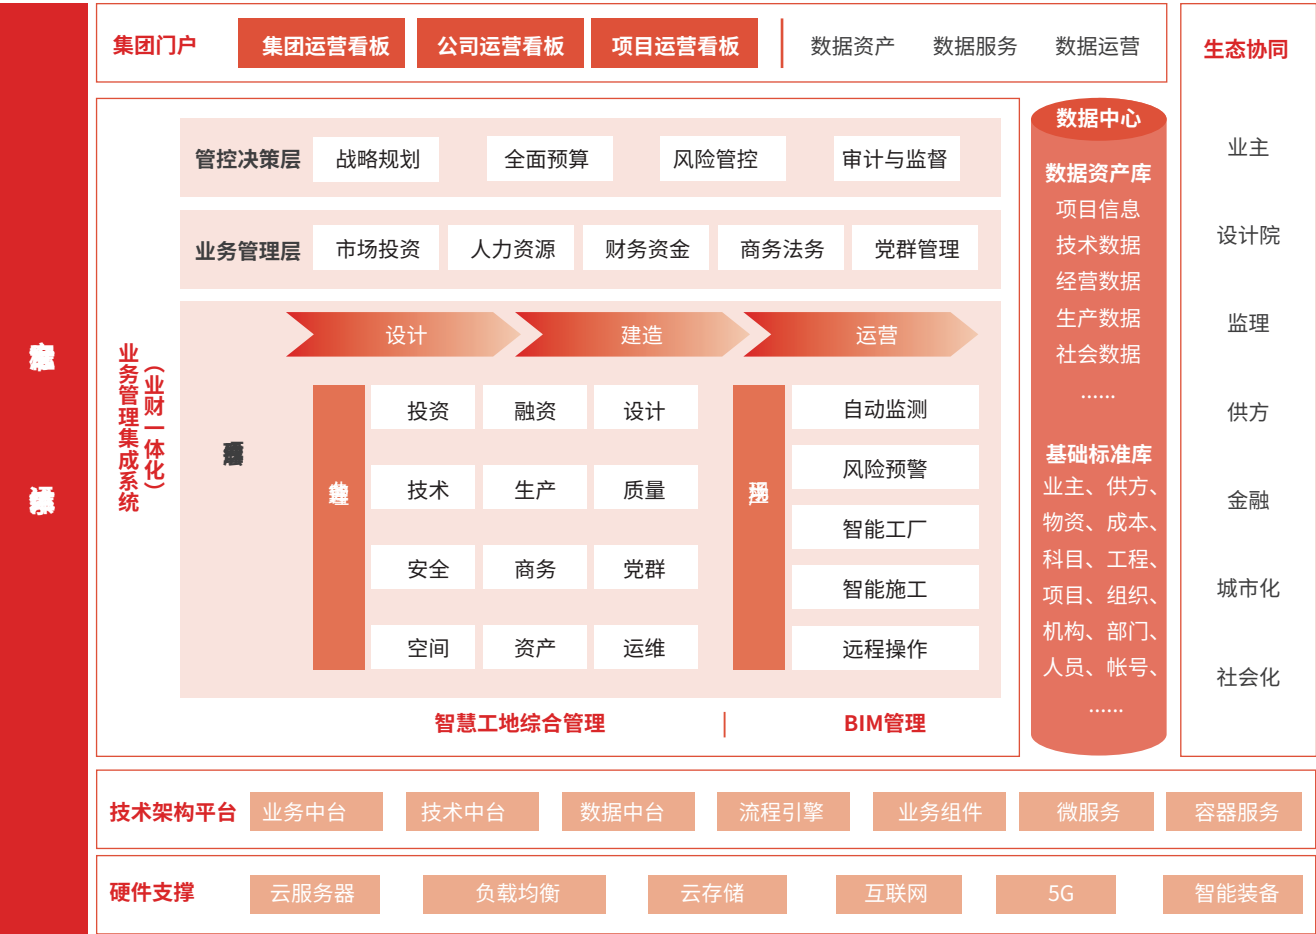 集团门户
集团运营看板
公司运营看板
项目运营看板
数据资产
数据服务
数据运营
生态协同
业主
设计院
监理
供方
金融
城市化
社会化
业务管理集成系统
（业财一体化）
管控决策层
战略规划
全面预算
风险管控
审计与监督
业务管理层
市场投资
人力资源
财务资金
商务法务
党群管理
设计
建造
运营
投资
融资
设计
技术
生产
质量
安全
商务
党群
空间
资产
运维
自动监测
风险预警
智能工厂
智能施工
远程操作
智慧工地综合管理
BIM管理
数据中心
数据资产库
项目信息
技术数据
经营数据
生产数据
社会数据
......
基础标准库
业主、供方、
物资、成本、
科目、工程、
项目、组织、
机构、部门、
人员、帐号、
......
技术架构平台
业务中台
技术中台
数据中台
流程引擎
业务组件
微服务
容器服务
硬件支撑
云服务器
负载均衡
云存储
互联网
5G
智能装备